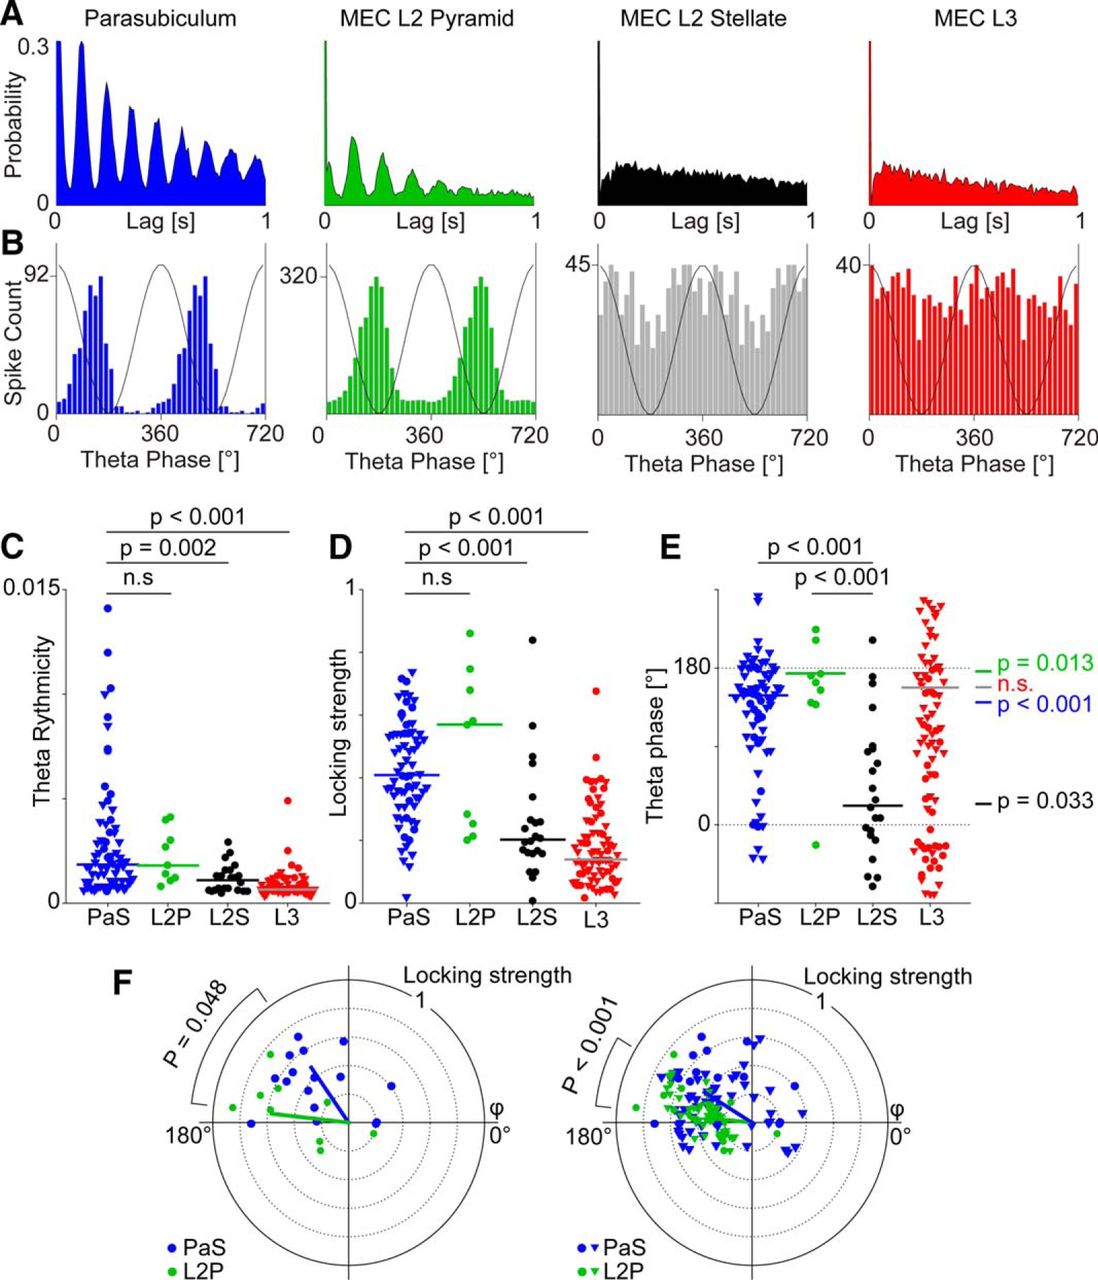 A
Parasubiculum
MEC L2 Pyramid
MEC L2 Stellate
MEC L3
0.3
Probability
0
0
Lag [s]
1
0
Lag [s]
1
0
Lag [s]
1
0
Lag [s]
1
B
92
320
45
40
Spike Count
0
0 360 720
0 360 720
0 360 720
0 360 720
Theta Phase [°]
Theta Phase [°]
Theta Phase [°]
Theta Phase [°]
C
p < 0.001
p = 0.002
n.s
0.015
Theta Rythmicity
0
PaS L2P L2S L3
D
p < 0.001
p < 0.001
n.s
1
Locking strength
0
PaS L2P L2S L3
E
p < 0.001
p < 0.001
Theta phase [°]
180
0
p = 0.013
n.s.
p < 0.001
p = 0.033
PaS L2P L2S L3
F
Locking strength
1
P = 0.048
180°
φ
0°
PaS
L2P
Locking strength
1
P < 0.001
180°
φ
0°
PaS
L2P